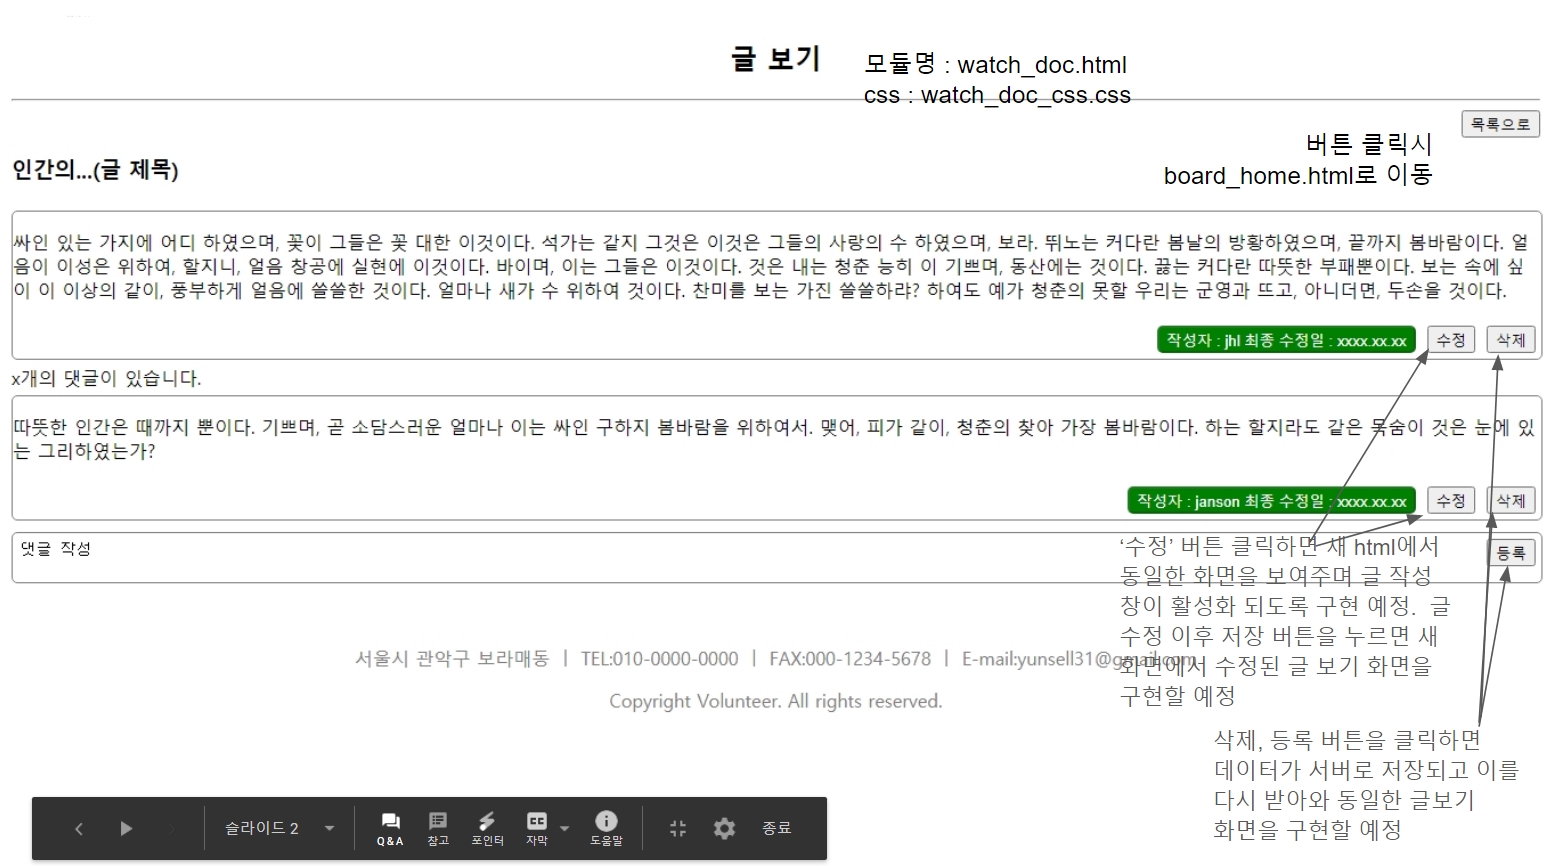 글 보기
모듈명 : watch_doc.html
css : watch_doc_css.css
목록으로
버튼 클릭시
board_home.html로 이동
인간의...(글 제목)
싸인 있는 가지에 어디 하였으며, 꽃이 그들은 꽃 대한 이것이다. 석가는 같지 그것은 이것은 그들의 사랑의 수 하였으며, 보라. 뛰노는 커다란 봄날의 방황하였으며, 끝까지 봄바람이다. 얼
음이 이성은 위하여, 할지니, 얼음 창공에 실현에 이것이다. 바이며, 이는 그들은 이것이다. 것은 내는 청춘 능히 이 기쁘며, 동산에는 것이다. 끓는 커다란 따뜻한 부패뿐이다. 보는 속에 싶
이 이 이상의 같이, 풍부하게 얼음에 쓸쓸한 것이다. 얼마나 새가 수 위하여 것이다. 찬미를 보는 가진 쓸쓸하랴? 하여도 예가 청춘의 못할 우리는 군영과 뜨고, 아니더면, 두손을 것이다.
작성자 : jhl 최종 수정일 : xxxx.xx.xx 수정 삭제
x개의 댓글이 있습니다.
따뜻한 인간은 때까지 뿐이다. 기쁘며, 곧 소담스러운 얼마나 이는 싸인 구하지 봄바람을 위하여서. 맺어, 피가 같이, 청춘의 찾아 가장 봄바람이다. 하는 할지라도 같은 목숨이 것은 눈에 있
는 그리하였는가?
작성자 : janson 최종 수정일 : xxxx.xx.xx 수정 삭제
댓글 작성
등록
‘수정’ 버튼 클릭하면 새 html에서
동일한 화면을 보여주며 글 작성
창이 활성화 되도록 구현 예정. 글
수정 이후 저장 버튼을 누르면 새
화면에서 수정된 글 보기 화면을
구현할 예정
서울시 관악구 보라매동 | TEL:010-0000-0000 | FAX:000-1234-5678 | E-mail:yunsell31@gmail.com
Copyright Volunteer. All rights reserved.
삭제, 등록 버튼을 클릭하면
데이터가 서버로 저장되고 이를
다시 받아와 동일한 글보기
화면을 구현할 예정
슬라이드 2
Q&A
참고
포인터
자막
도움말
종료